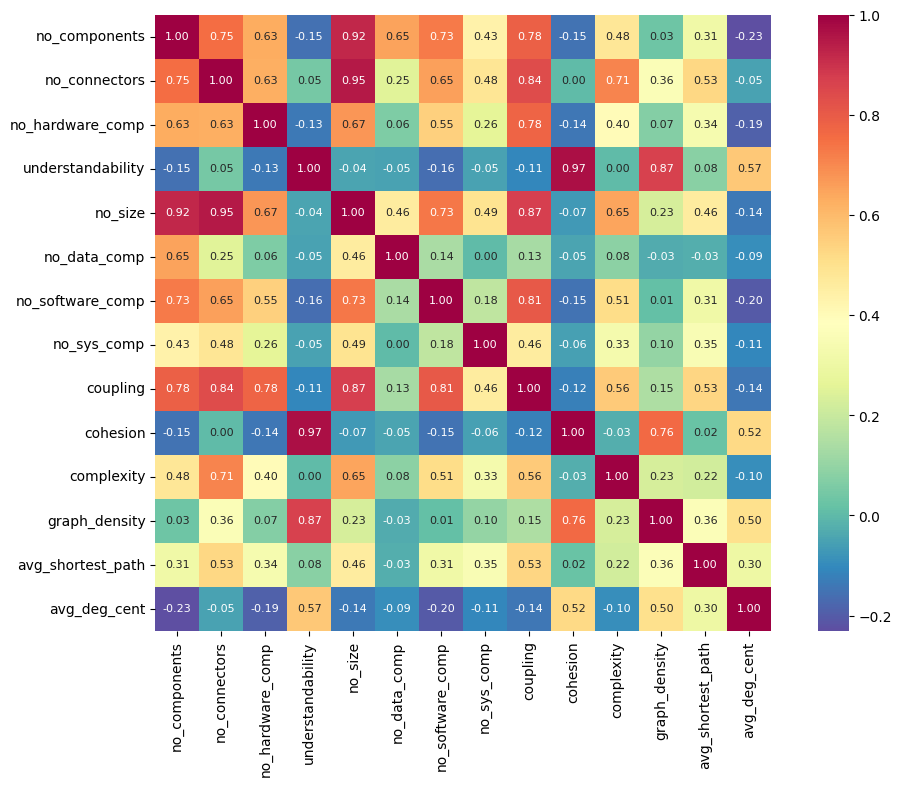 no_components 1.00 0.75 0.63 -0.15 0.92 0.65 0.73 0.43 0.78 -0.15 0.48 0.03 0.31 -0.23
no_connectors 0.75 1.00 0.63 0.05 0.95 0.25 0.65 0.48 0.84 0.00 0.71 0.36 0.53 -0.05
no_hardware_comp 0.63 0.63 1.00 -0.13 0.67 0.06 0.55 0.26 0.78 -0.14 0.40 0.07 0.34 -0.19
understandability -0.15 0.05 -0.13 1.00 -0.04 -0.05 -0.16 -0.05 -0.11 0.97 0.00 0.87 0.08 0.57
no_size 0.92 0.95 0.67 -0.04 1.00 0.46 0.73 0.49 0.87 -0.07 0.65 0.23 0.46 -0.14
no_data_comp 0.65 0.25 0.06 -0.05 0.46 1.00 0.14 0.00 0.13 -0.05 0.08 -0.03 -0.03 -0.09
no_software_comp 0.73 0.65 0.55 -0.16 0.73 0.14 1.00 0.18 0.81 -0.15 0.51 0.01 0.31 -0.20
no_sys_comp 0.43 0.48 0.26 -0.05 0.49 0.00 0.18 1.00 0.46 -0.06 0.33 0.10 0.35 -0.11
coupling 0.78 0.84 0.78 -0.11 0.87 0.13 0.81 0.46 1.00 -0.12 0.56 0.15 0.53 -0.14
cohesion -0.15 0.00 -0.14 0.97 -0.07 -0.05 -0.15 -0.06 -0.12 1.00 -0.03 0.76 0.02 0.52
complexity 0.48 0.71 0.40 0.00 0.65 0.08 0.51 0.33 0.56 -0.03 1.00 0.23 0.22 -0.10
graph_density 0.03 0.36 0.07 0.87 0.23 -0.03 0.01 0.10 0.15 0.76 0.23 1.00 0.36 0.50
avg_shortest_path 0.31 0.53 0.34 0.08 0.46 -0.03 0.31 0.35 0.53 0.02 0.22 0.36 1.00 0.30
avg_deg_cent -0.23 -0.05 -0.19 0.57 -0.14 -0.09 -0.20 -0.11 -0.14 0.52 -0.10 0.50 0.30 1.00
no_components
no_connectors
no_hardware_comp
understandability
no_size
no_data_comp
no_software_comp
no_sys_comp
coupling
cohesion
complexity
graph_density
avg_shortest_path
avg_deg_cent
1.0
0.8
0.6
0.4
0.2
0.0
−0.2